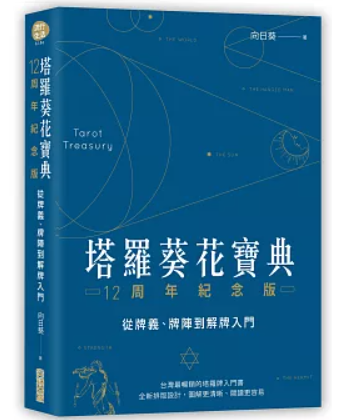 塔羅葵花寶典
12周年紀念版
從牌義、牌陣到解牌入門
向日葵
著
THE WORLD
向日葵
著
Tarot
Treasury
THE SUN
塔羅葵花寶典
12周年紀念版
從牌義、牌陣到解牌入門
台灣最暢銷的塔羅牌入門書
全新排版設計，圖解更清晰、閱讀更容易
STRENGTH
THE HERMIT